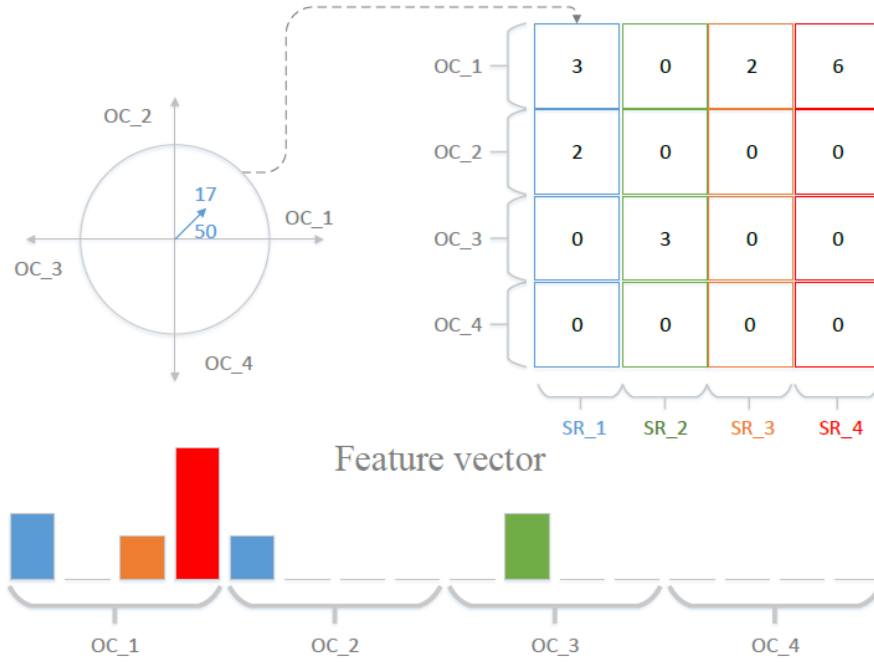 OC_1 3 0 2 6
OC_2
OC_2 2 0 0 0
17
OC_1
50
OC_3 0 3 0 0
OC_3
OC_4 0 0 0 0
OC_4
SR_1 SR_2 SR_3 SR_4
Feature vector
OC_1 OC_2 OC_3 OC_4